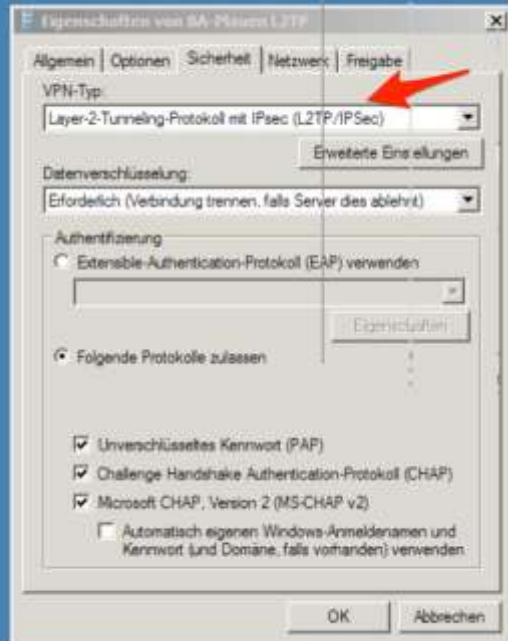 Eigenschaften von BA-Plauen L2TP
Allgemein
Optionen
Sicherheit
Netzwerk
Freigabe
VPN-Typ:
Layer-2-Tunneling-Protokoll mit IPsec (L2TP/IPSec)
Erweiterte Einstellungen
Datenverschlüsselung:
Erforderlich (Verbindung trennen, falls Server dies ablehnt)
Authentifizierung
Extensible-Authentication-Protokoll (EAP) verwenden
Eigenschaften
Folgende Protokolle zulassen
Unverschlüsseltes Kennwort (PAP)
Challenge Handshake Authentication-Protokoll (CHAP)
Microsoft CHAP, Version 2 (MS-CHAP v2)
Automatisch eigenen Windows-Anmeldenamen und
Kennwort (und Domäne, falls vorhanden) verwenden
OK
Abbrechen